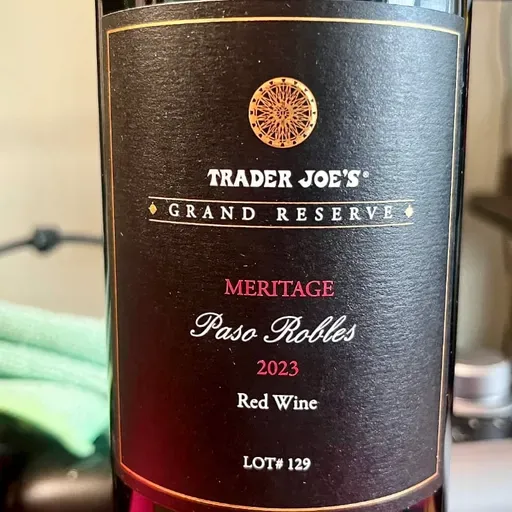 TRADER JOE'S®
GRAND RESERVE
MERITAGE
Paso Robles
2023
Red Wine
LOT# 129